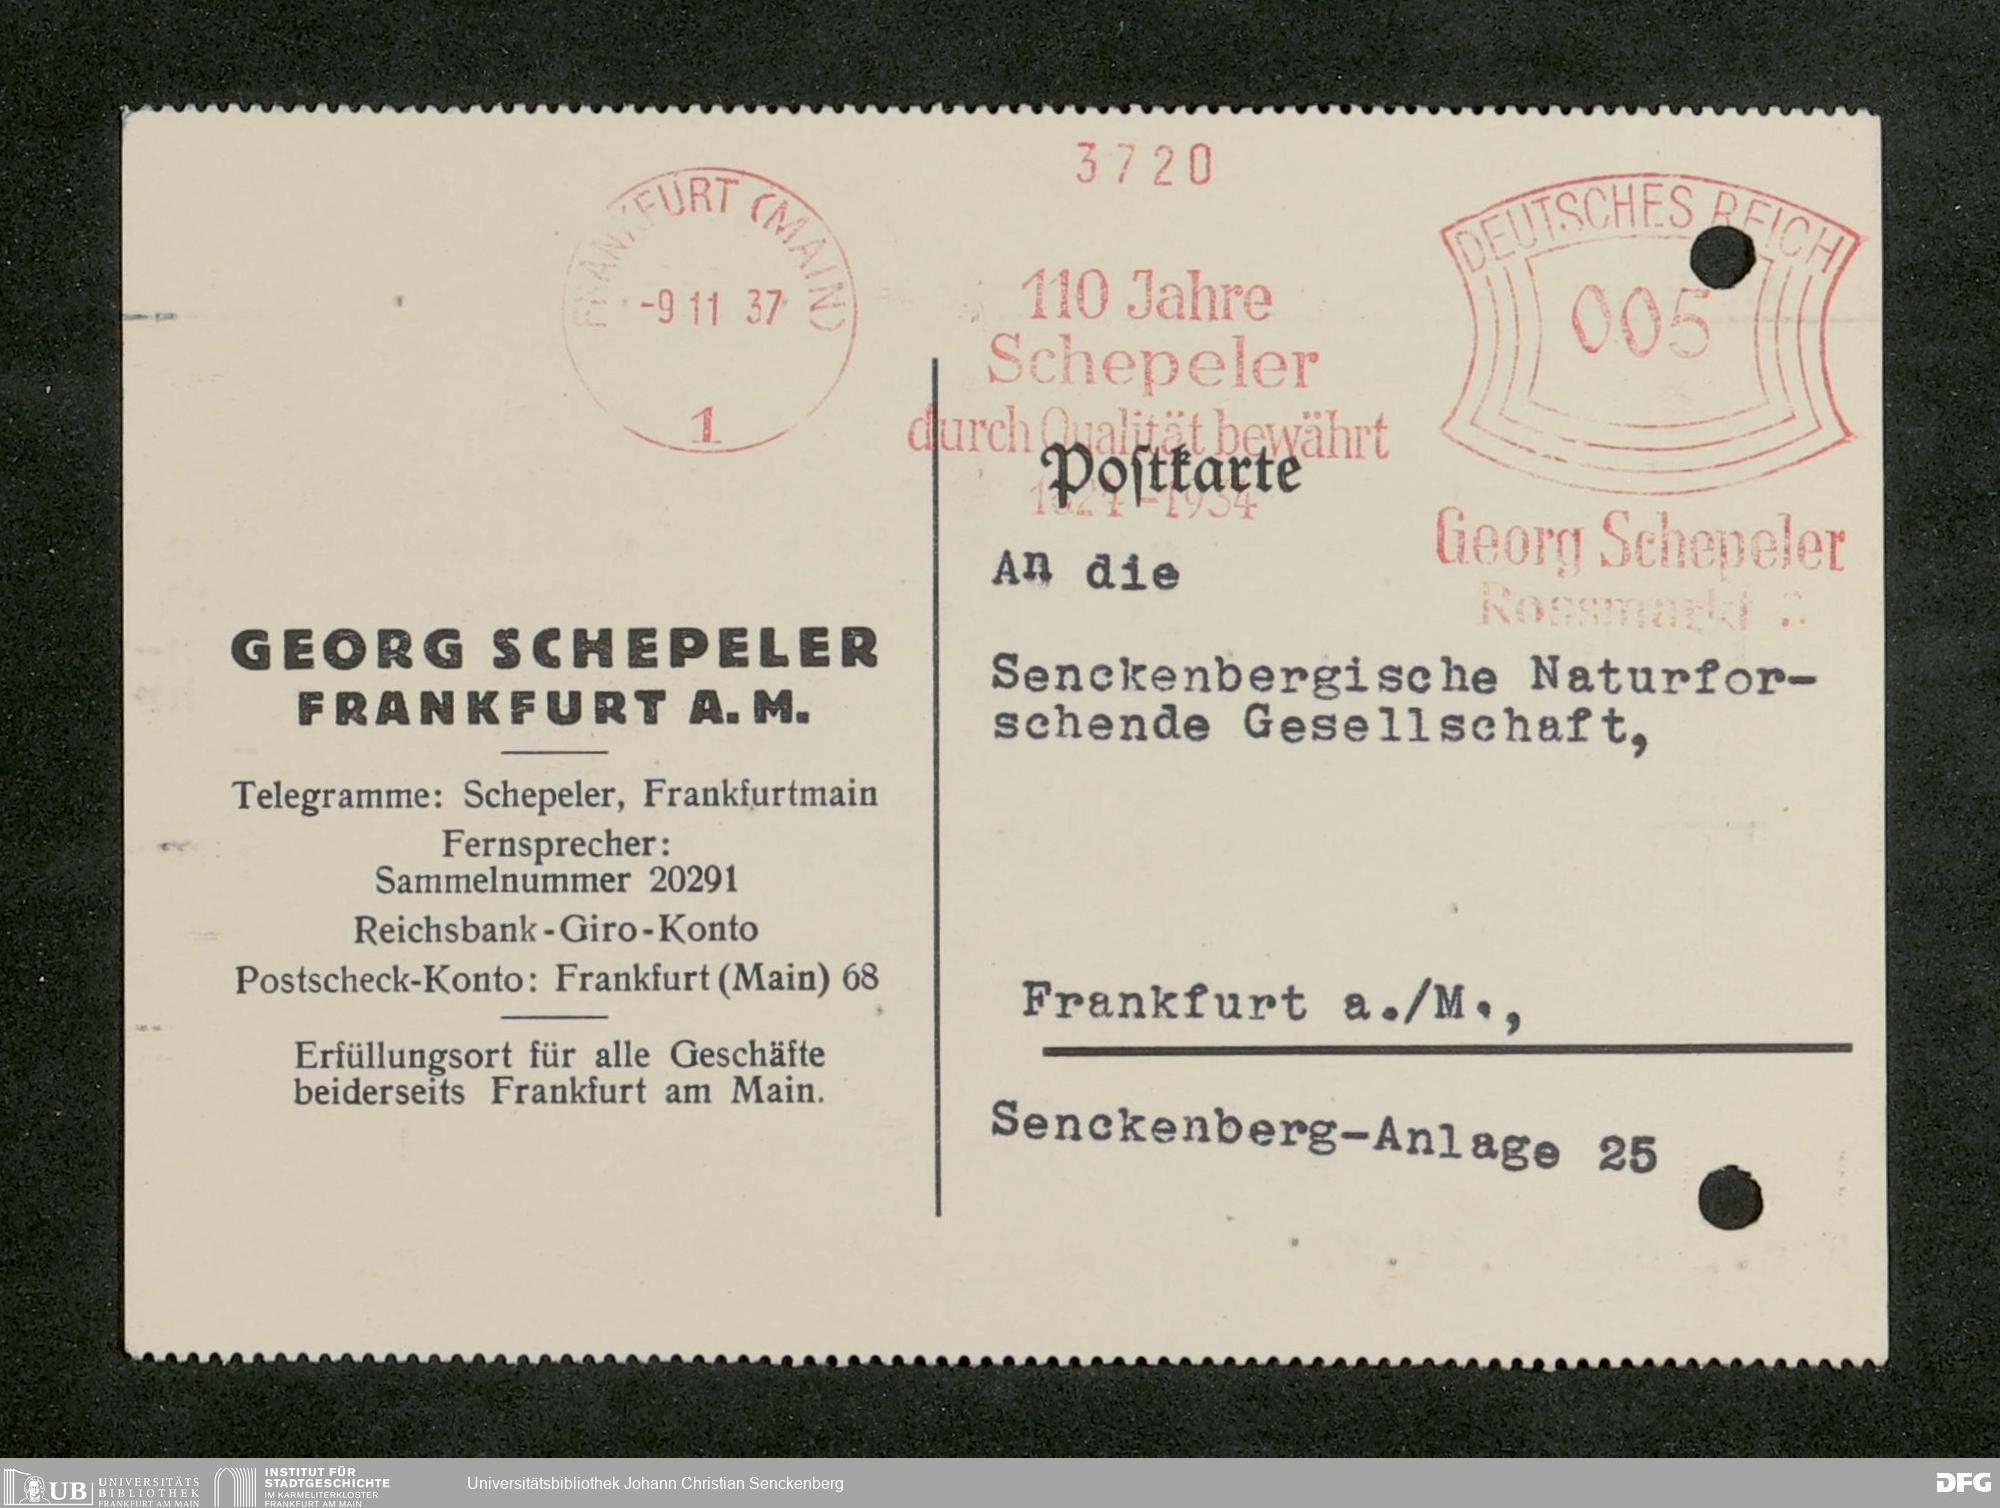 3720
FRANKFURT (MAIN)
-9 11 37
1
110 Jahre
Schepeler
durch Qualität bewährt
1824-1934
DEUTSCHES REICH
005
Georg Schepeler
Rossmarkt
Postkarte
GEORG SCHEPELER
FRANKFURT A. M.
Telegramme: Schepeler, Frankfurtmain
Fernsprecher:
Sammelnummer 20291
Reichsbank-Giro-Konto
Postscheck-Konto: Frankfurt (Main) 68
Erfüllungsort für alle Geschäfte
beiderseits Frankfurt am Main.
An die
Senckenbergische Naturfor-
schende Gesellschaft,
Frankfurt a./M.,
Senckenberg-Anlage 25
UB
UNIVERSITÄTS
BIBLIOTHEK
FRANKFURT AM MAIN
INSTITUT FÜR
STADTGESCHICHTE
IM KARMELITERKLOSTER
FRANKFURT AM MAIN
Universitätsbibliothek Johann Christian Senckenberg
DFG